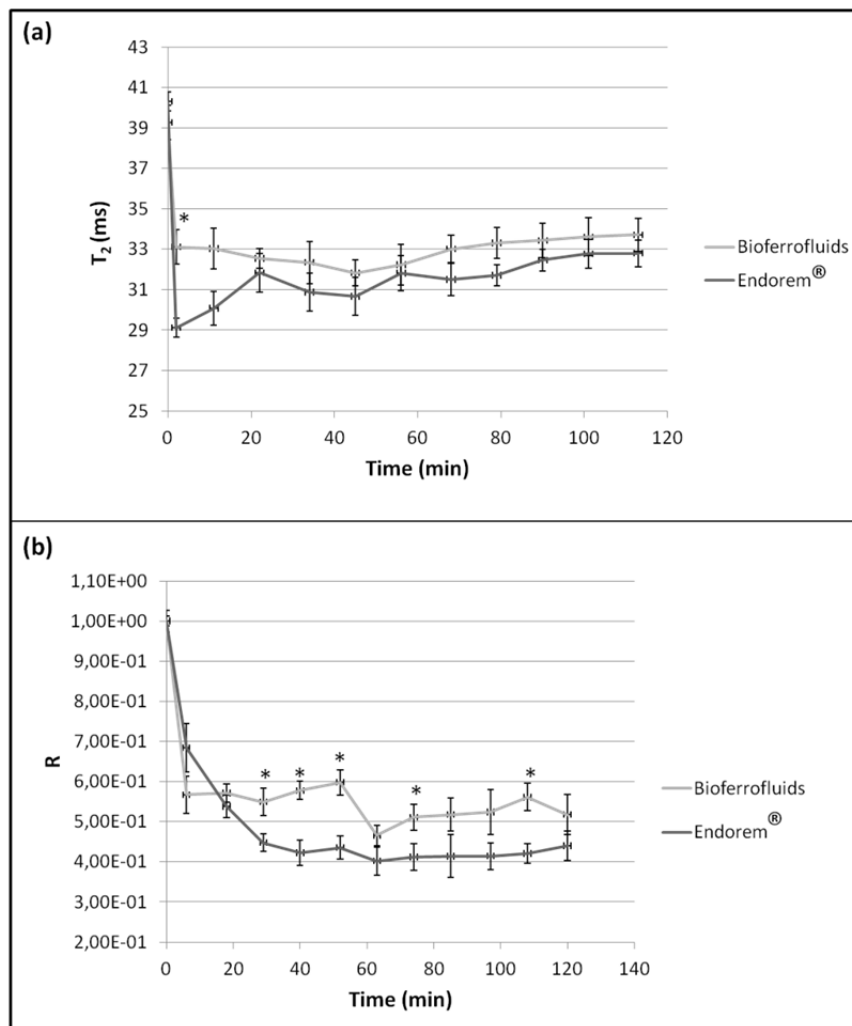 (a)
43
41
39
37
35
33
31
29
27
25
T₂ (ms)
*
0 20 40 60 80 100 120
Time (min)
Bioferrofluids
Endorem®
(b)
1,10E+00
1,00E+00
9,00E-01
8,00E-01
7,00E-01
6,00E-01
5,00E-01
4,00E-01
3,00E-01
2,00E-01
R
* * * * *
0 20 40 60 80 100 120 140
Time (min)
Bioferrofluids
Endorem®